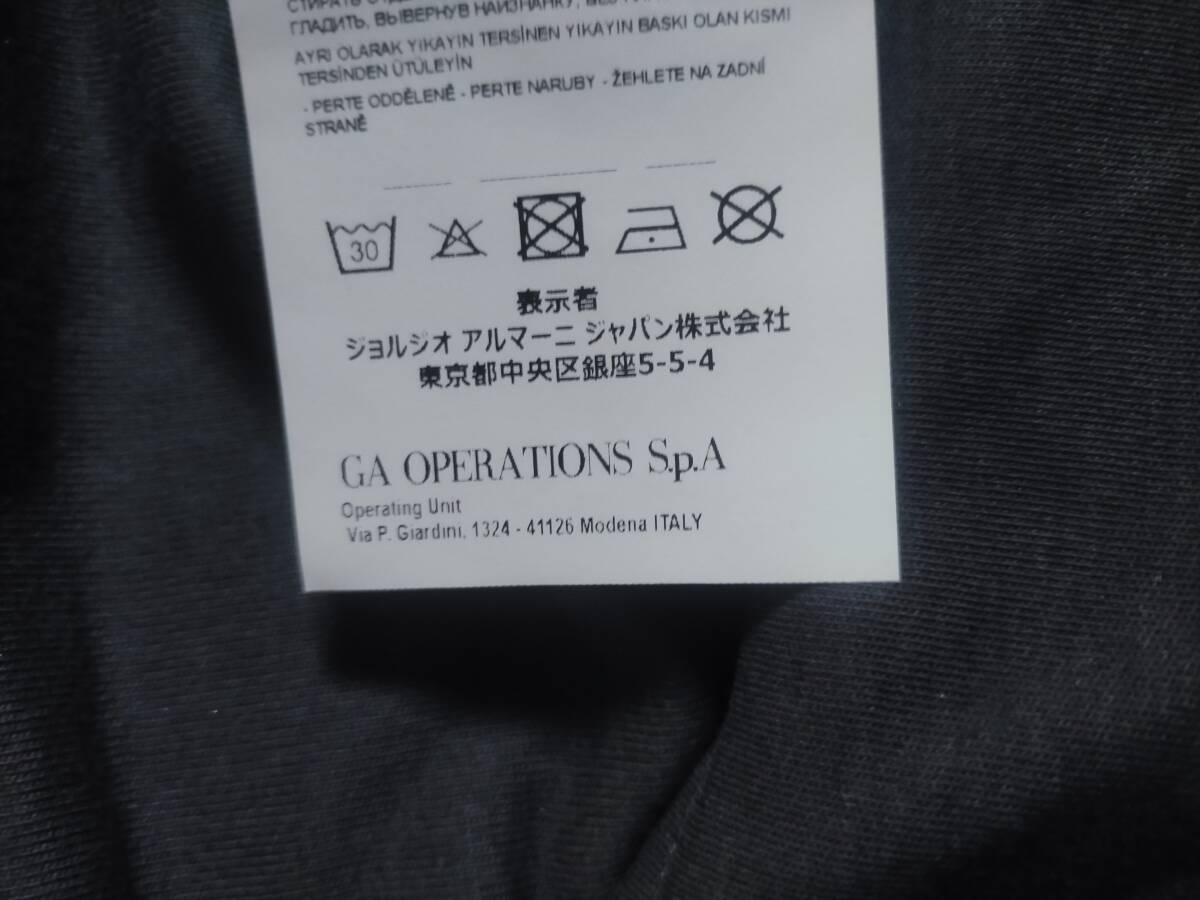 СТИРАТЬ
ГЛАДИТЬ, ВЫВЕРНУВ НАИЗНАНКУ, БЕЗ
AYRI OLARAK YIKAYIN TERSİNEN YIKAYIN BASKI OLAN KISMI
TERSİNDEN ÜTÜLEYİN
- PERTE ODDĚLENĚ - PERTE NARUBY - ŽEHLETE NA ZADNÍ
STRANĚ
30
表示者
ジョルジオ アルマーニ ジャパン株式会社
東京都中央区銀座5-5-4
GA OPERATIONS S.p.A
Operating Unit
Via P. Giardini, 1324 - 41126 Modena ITALY